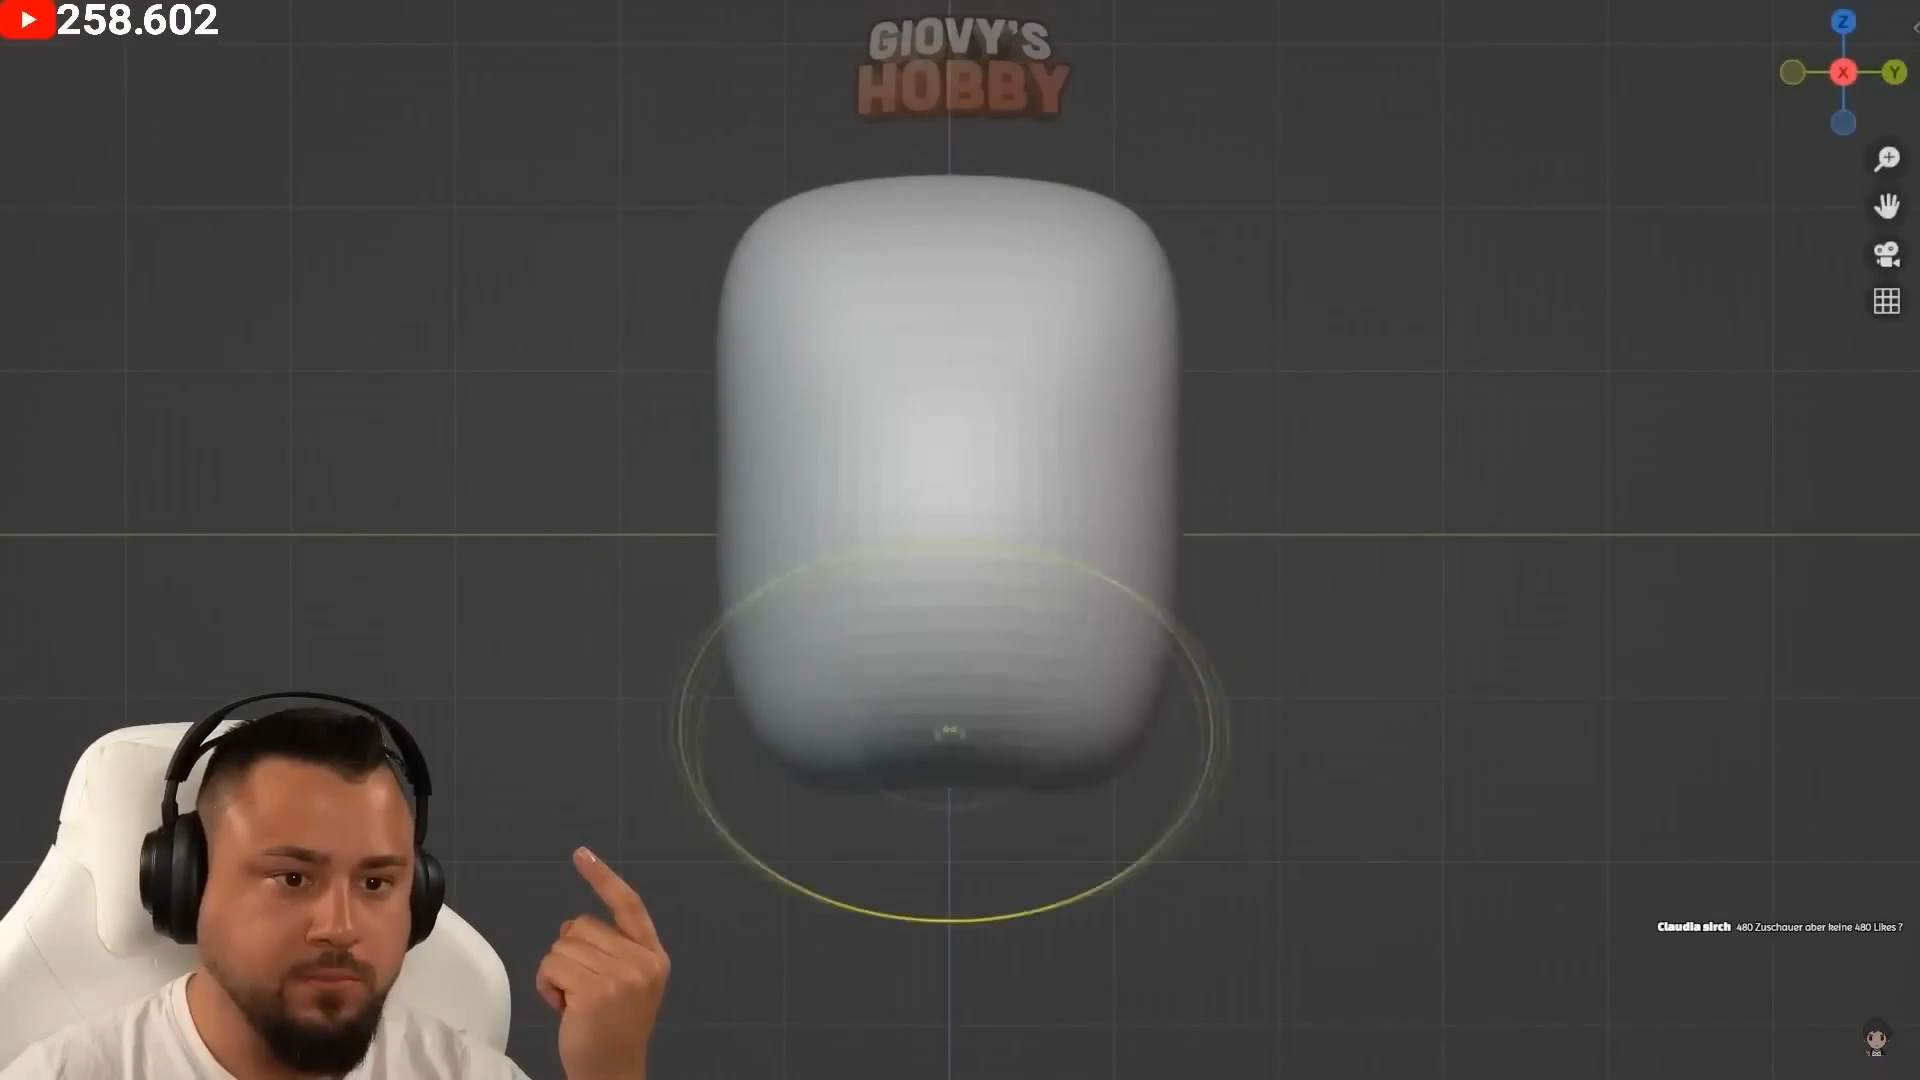 258.602
GIOVY'S
HOBBY
Z
X
Y
Claudia sirch 480 Zuschauer aber keine 480 Likes ?